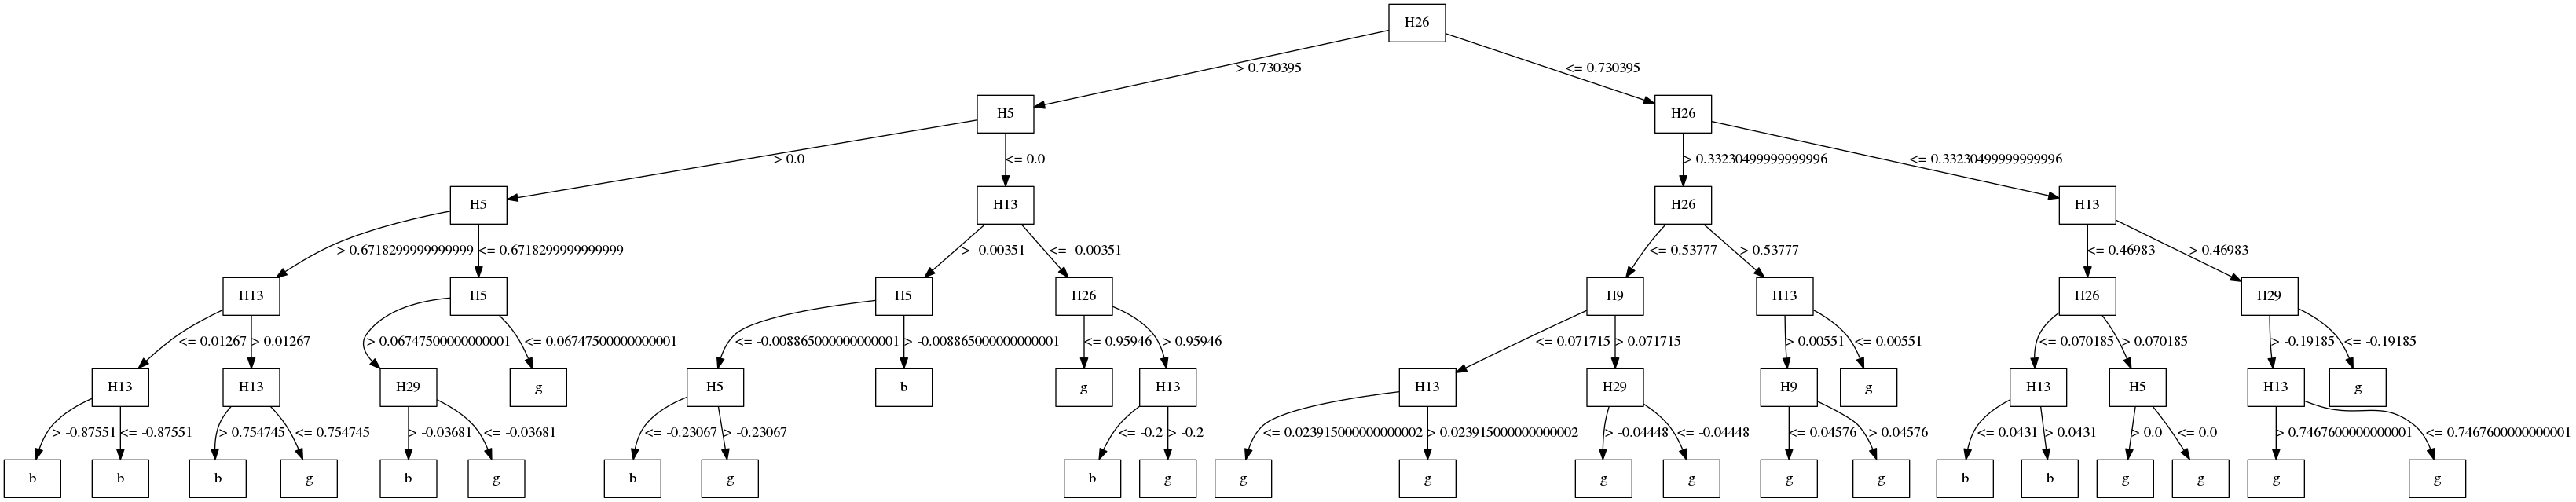 H26
> 0.730395
<= 0.730395
H5
H26
> 0.0
<= 0.0
> 0.33230499999999996
<= 0.33230499999999996
H5
H13
H26
H13
> 0.6718299999999999
<= 0.6718299999999999
> -0.00351
<= -0.00351
<= 0.53777
> 0.53777
<= 0.46983
> 0.46983
H13
H5
H5
H26
H9
H13
H26
H29
<= 0.01267
> 0.01267
> 0.06747500000000001
<= 0.06747500000000001
<= -0.008865000000000001
> -0.008865000000000001
<= 0.95946
> 0.95946
<= 0.071715
> 0.071715
> 0.00551
<= 0.00551
<= 0.070185
> 0.070185
> -0.19185
<= -0.19185
H13
H13
H29
g
H5
b
g
H13
H13
H29
H9
g
H13
H5
H13
g
> -0.87551
<= -0.87551
> 0.754745
<= 0.754745
> -0.03681
<= -0.03681
<= -0.23067
> -0.23067
<= -0.2
> -0.2
<= 0.023915000000000002
> 0.023915000000000002
> -0.04448
<= -0.04448
<= 0.04576
> 0.04576
<= 0.0431
> 0.0431
> 0.0
<= 0.0
> 0.7467600000000001
<= 0.7467600000000001
b
b
b
g
b
g
b
g
b
g
g
g
g
g
g
g
b
b
g
g
g
g